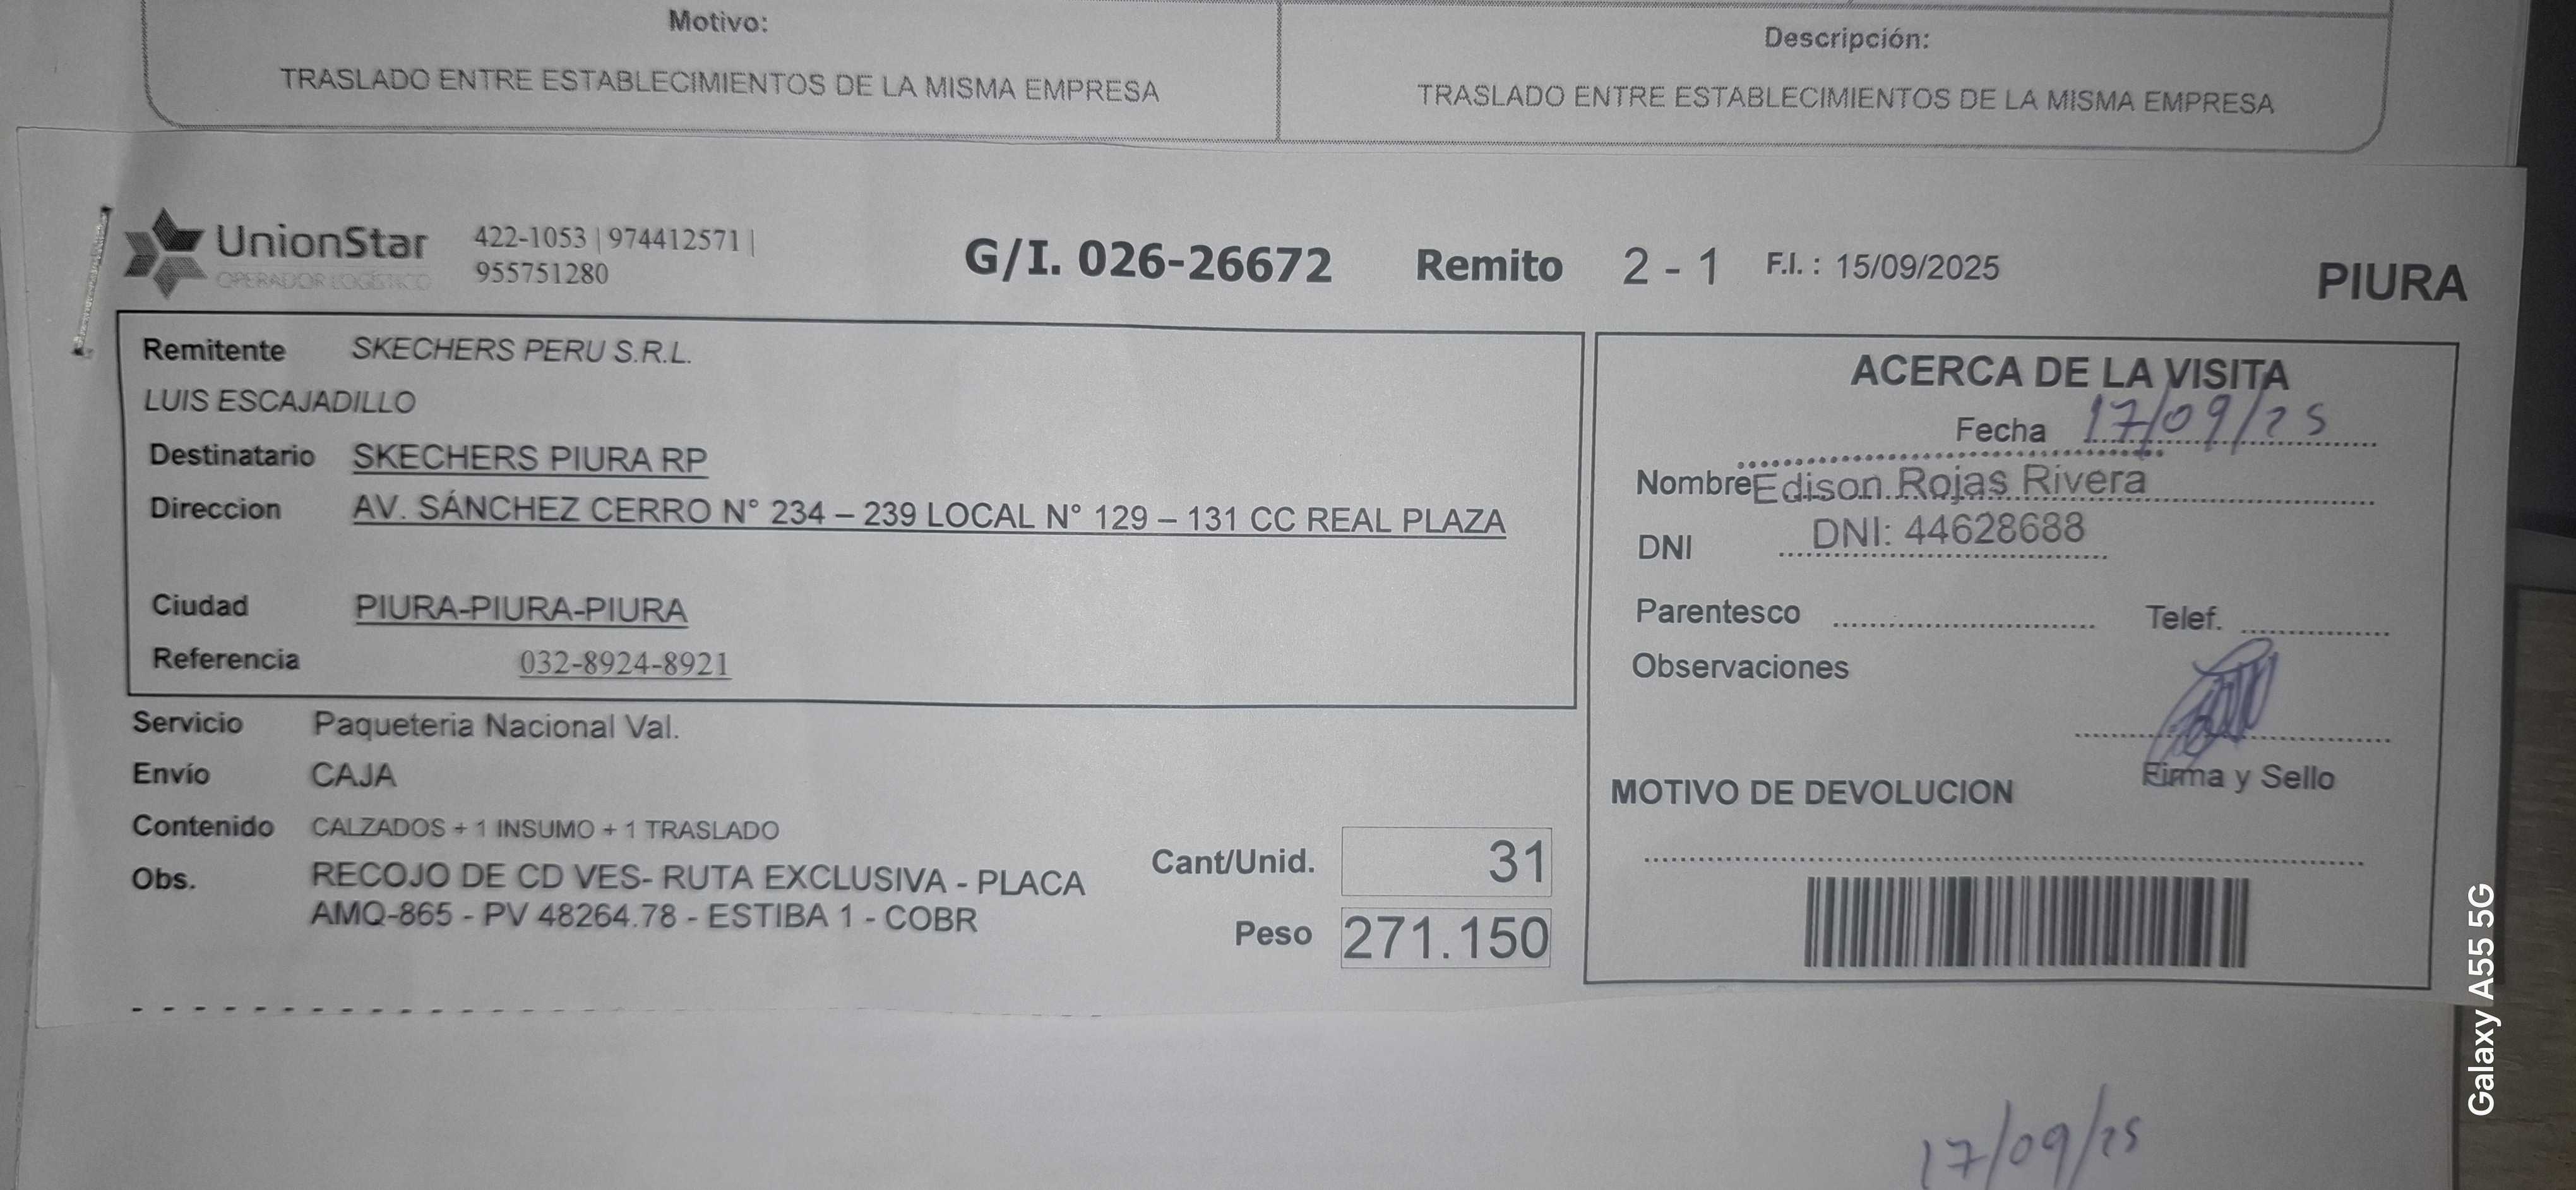 Motivo:
TRASLADO ENTRE ESTABLECIMIENTOS DE LA MISMA EMPRESA
Descripción:
TRASLADO ENTRE ESTABLECIMIENTOS DE LA MISMA EMPRESA
UnionStar
OPERADOR LOGÍSTICO
422-1053 | 974412571 |
955751280
G/I. 026-26672 Remito 2 - 1 F.I. : 15/09/2025 PIURA
Remitente SKECHERS PERU S.R.L.
LUIS ESCAJADILLO
Destinatario SKECHERS PIURA RP
Direccion AV. SÁNCHEZ CERRO N° 234 – 239 LOCAL N° 129 – 131 CC REAL PLAZA
Ciudad PIURA-PIURA-PIURA
Referencia 032-8924-8921
Servicio Paqueteria Nacional Val.
Envío CAJA
Contenido CALZADOS + 1 INSUMO + 1 TRASLADO
Obs. RECOJO DE CD VES- RUTA EXCLUSIVA - PLACA
AMQ-865 - PV 48264.78 - ESTIBA 1 - COBR
Cant/Unid. 31
Peso 271.150
ACERCA DE LA VISITA
Fecha 17/09/25
Nombre Edison Rojas Rivera
DNI DNI: 44628688
Parentesco Telef.
Observaciones
Firma y Sello
MOTIVO DE DEVOLUCION
17/09/25
Galaxy A55 5G